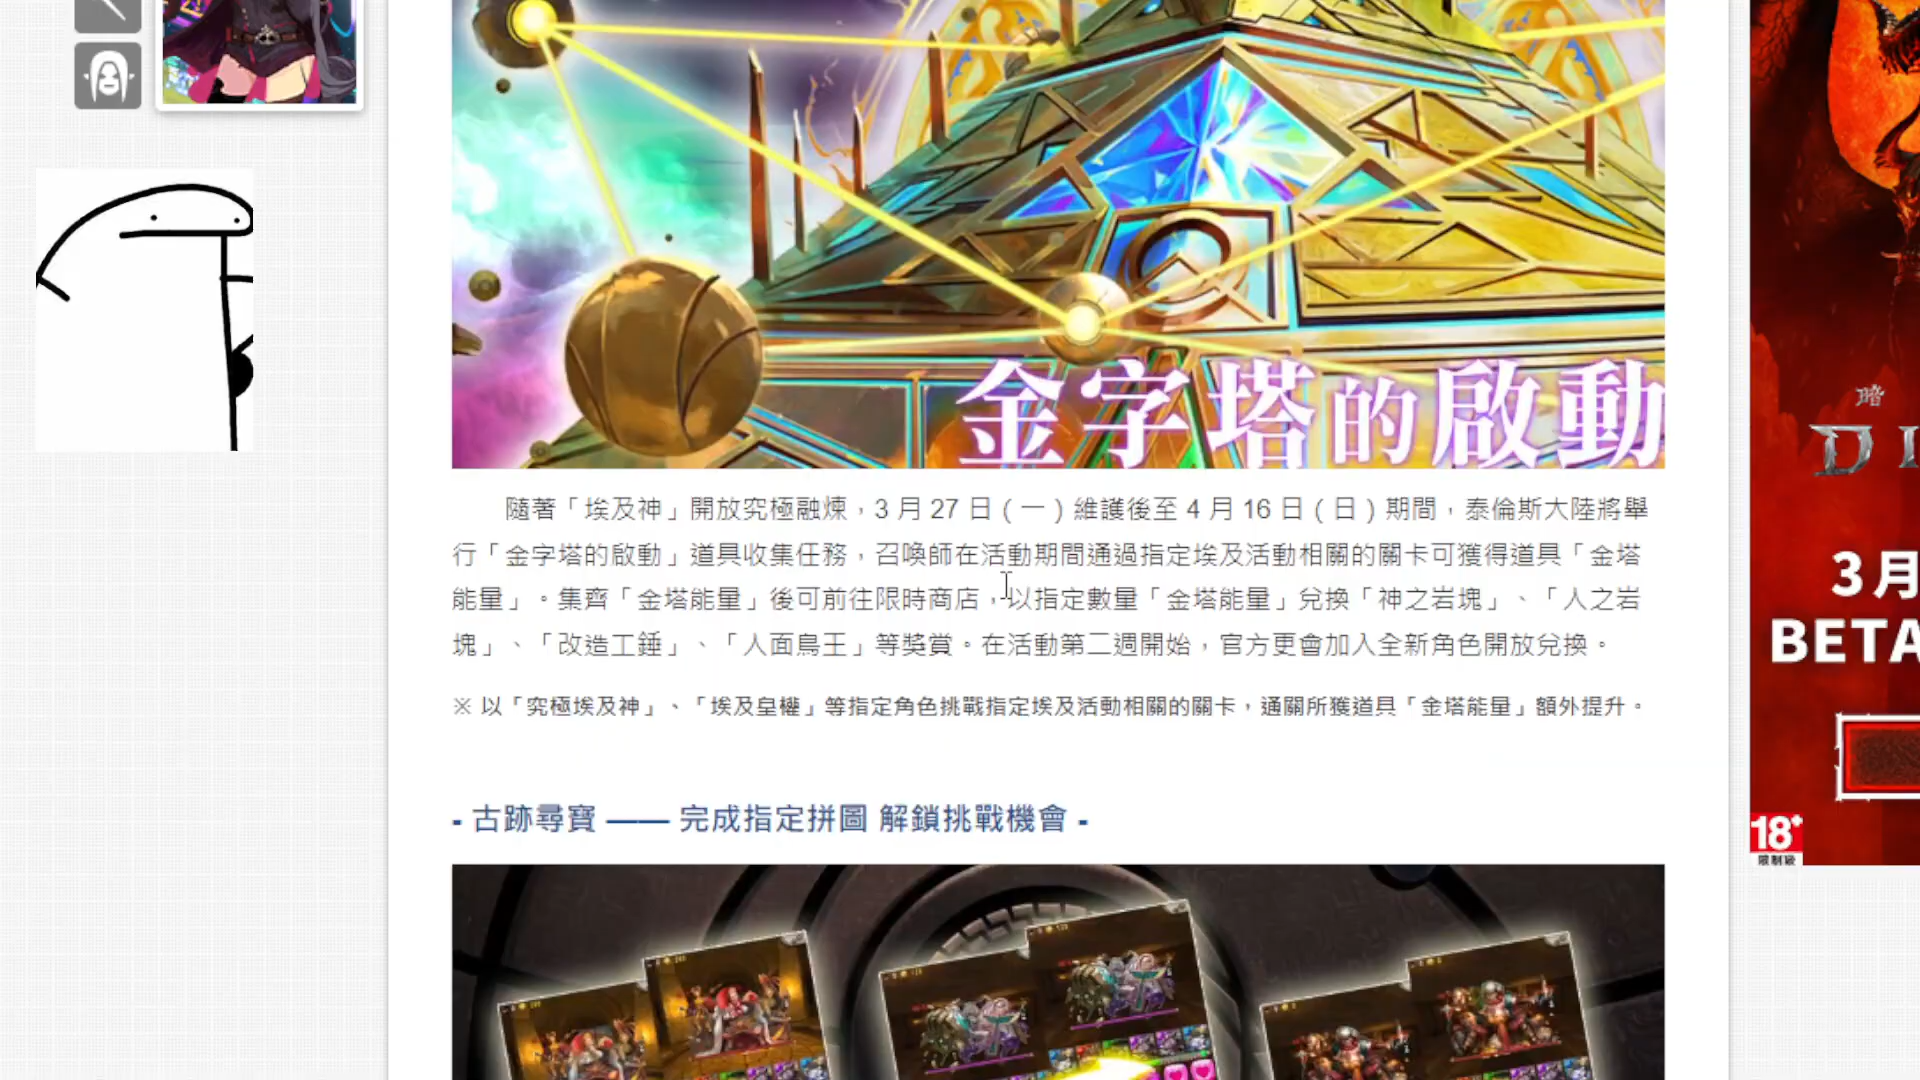 金字塔的啟動
隨著「埃及神」開放究極融煉，3 月 27 日 ( 一 ) 維護後至 4 月 16 日 ( 日 ) 期間，泰倫斯大陸將舉
行「金字塔的啟動」道具收集任務，召喚師在活動期間通過指定埃及活動相關的關卡可獲得道具「金塔
能量」。集齊「金塔能量」後可前往限時商店，以指定數量「金塔能量」兌換「神之岩塊」、「人之岩
塊」、「改造工錘」、「人面鳥王」等獎賞。在活動第二週開始，官方更會加入全新角色開放兌換。
※ 以「究極埃及神」、「埃及皇權」等指定角色挑戰指定埃及活動相關的關卡，通關所獲道具「金塔能量」額外提升。
- 古跡尋寶 —— 完成指定拼圖 解鎖挑戰機會 -
暗
D I
3月
BETA
18+
限制級